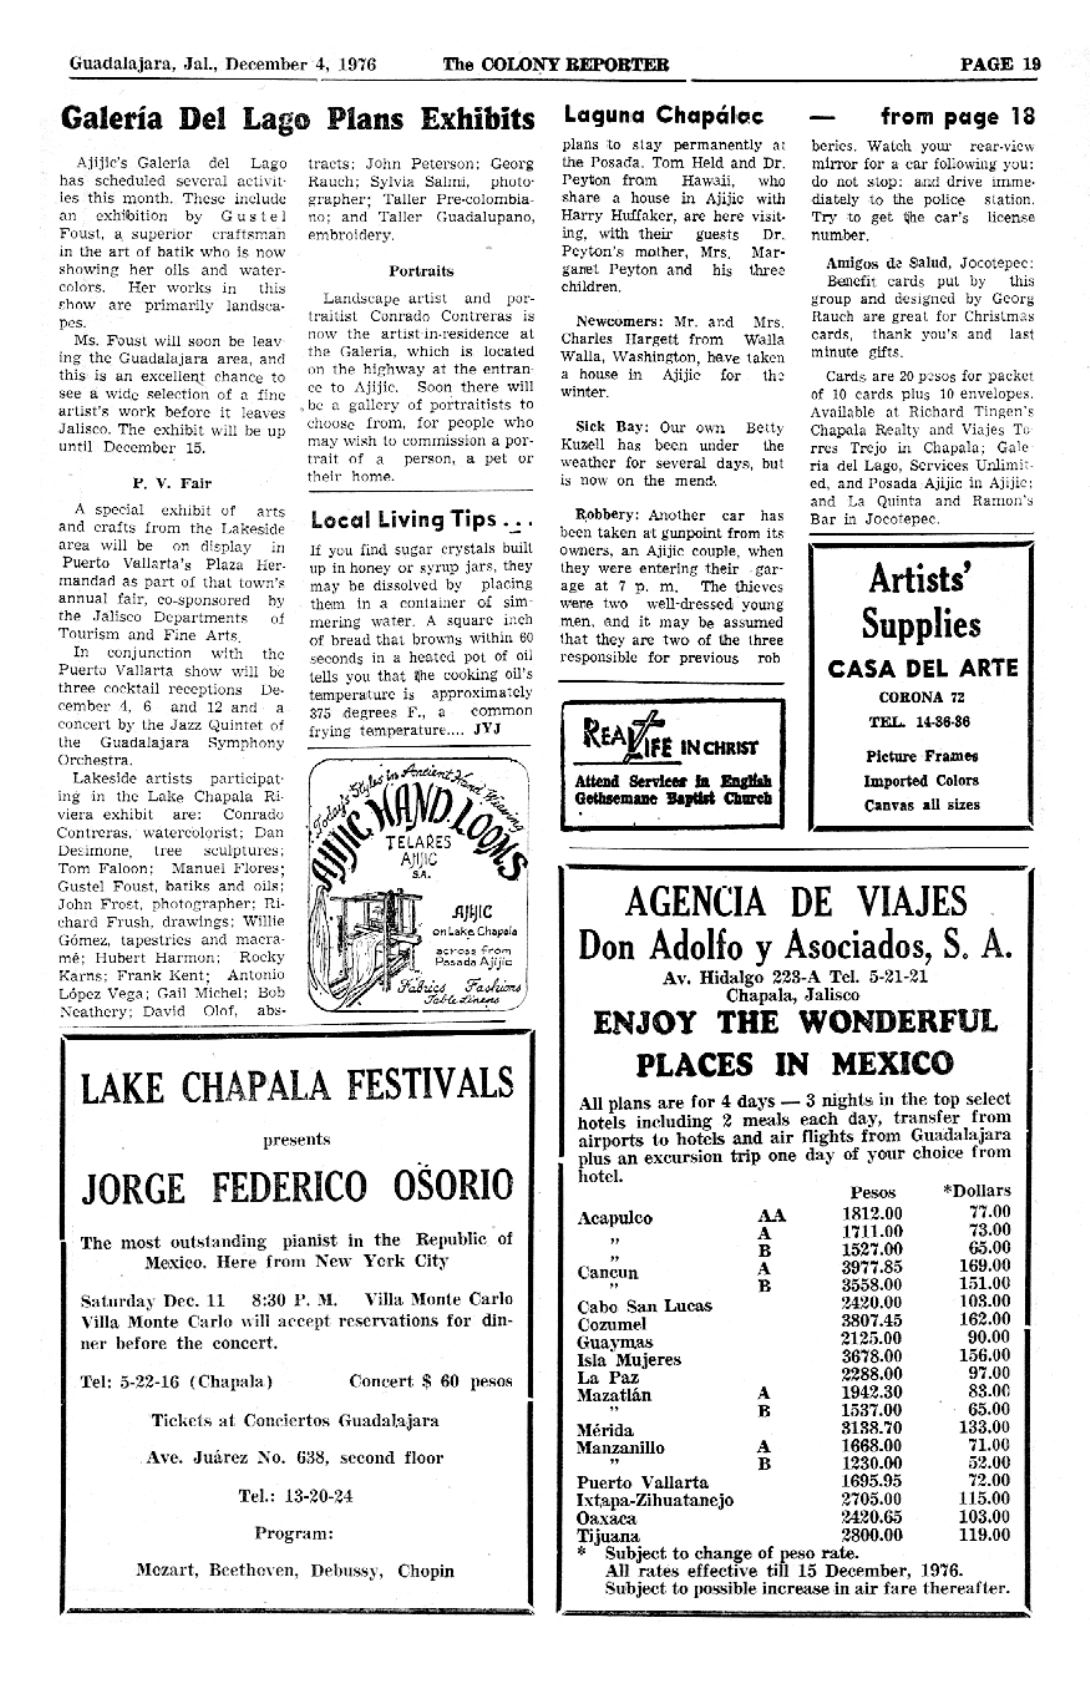 Guadalajara, Jal., December 4, 1976 The COLONY REPORTER PAGE 19
Galería Del Lago Plans Exhibits
Ajijic's Galería del Lago
has scheduled several activit-
ies this month. These include
an exhibition by Gustel
Foust, a superior craftsman
in the art of batik who is now
showing her oils and water-
colors. Her works in this
show are primarily landsca-
pes.
Ms. Foust will soon be leav
ing the Guadalajara area, and
this is an excellent chance to
see a wide selection of a fine
artist's work before it leaves
Jalisco. The exhibit will be up
until December 15.
P. V. Fair
A special exhibit of arts
and crafts from the Lakeside
area will be on display in
Puerto Vallarta's Plaza Her-
mandad as part of that town's
annual fair, co-sponsored by
the Jalisco Departments of
Tourism and Fine Arts.
In conjunction with the
Puerto Vallarta show will be
three cocktail receptions De-
cember 4, 6 and 12 and a
concert by the Jazz Quintet of
the Guadalajara Symphony
Orchestra.
Lakeside artists participat-
ing in the Lake Chapala Ri-
viera exhibit are: Conrado
Contreras, watercolorist; Dan
Desimone, tree sculptures;
Tom Faloon; Manuel Flores;
Gustel Foust, batiks and oils;
John Frost, photographer; Ri-
chard Frush, drawings; Willie
Gómez, tapestries and macra-
mé; Hubert Harmon; Rocky
Karns; Frank Kent; Antonio
López Vega; Gail Michel; Bob
Neathery; David Olof, abs-
tracts; John Peterson; Georg
Rauch; Sylvia Salmi, photo-
grapher; Taller Pre-colombia-
no; and Taller Guadalupano,
embroidery.
Portraits
Landscape artist and por-
traitist Conrado Contreras is
now the artist-in-residence at
the Galeria, which is located
on the highway at the entran-
ce to Ajijic. Soon there will
be a gallery of portraitists to
choose from, for people who
may wish to commission a por-
trait of a person, a pet or
their home.
Local Living Tips . . .
If you find sugar crystals built
up in honey or syrup jars, they
may be dissolved by placing
them in a container of sim-
mering water. A square inch
of bread that browns within 60
seconds in a heated pot of oil
tells you that the cooking oil's
temperature is approximately
375 degrees F., a common
frying temperature.... JYJ
Today's Styles in Ancient Hand Weaving
AJIJIC HAND LOOMS
TELARES
AJIJIC
S.A.
AJIJIC
on Lake Chapala
across from
Posada Ajijic
Fabrics Fashions
Table Linens
LAKE CHAPALA FESTIVALS
presents
JORGE FEDERICO OSORIO
The most outstanding pianist in the Republic of
Mexico. Here from New York City
Saturday Dec. 11 8:30 P. M. Villa Monte Carlo
Villa Monte Carlo will accept reservations for din-
ner before the concert.
Tel: 5-22-16 (Chapala) Concert $ 60 pesos
Tickets at Conciertos Guadalajara
Ave. Juárez No. 638, second floor
Tel.: 13-20-24
Program:
Mozart, Beethoven, Debussy, Chopin
Laguna Chapálac — from page 18
plans to stay permanently at
the Posada. Tom Held and Dr.
Peyton from Hawaii, who
share a house in Ajijic with
Harry Huffaker, are here visit-
ing, with their guests Dr.
Peyton's mother, Mrs. Mar-
garet Peyton and his three
children.
Newcomers: Mr. and Mrs.
Charles Hargett from Walla
Walla, Washington, have taken
a house in Ajijic for the
winter.
Sick Bay: Our own Betty
Kuzell has been under the
weather for several days, but
is now on the mend.
Robbery: Another car has
been taken at gunpoint from its
owners, an Ajijic couple, when
they were entering their gar-
age at 7 p. m. The thieves
were two well-dressed young
men, and it may be assumed
that they are two of the three
responsible for previous rob
beries. Watch your rear-view
mirror for a car following you:
do not stop: and drive imme-
diately to the police station.
Try to get the car's license
number.
Amigos de Salud, Jocotepec:
Benefit cards put by this
group and designed by Georg
Rauch are great for Christmas
cards, thank you's and last
minute gifts.
Cards are 20 pesos for packet
of 10 cards plus 10 envelopes.
Available at Richard Tingen's
Chapala Realty and Viajes To-
rres Trejo in Chapala; Gale
ria del Lago, Services Unlimit-
ed, and Posada Ajijic in Ajijic;
and La Quinta and Ramon's
Bar in Jocotepec.
REAL LIFE IN CHRIST
Attend Services in English
Gethsemane Baptist Church
Artists'
Supplies
CASA DEL ARTE
CORONA 72
TEL. 14-86-86
Picture Frames
Imported Colors
Canvas all sizes
AGENCIA DE VIAJES
Don Adolfo y Asociados, S. A.
Av. Hidalgo 223-A Tel. 5-21-21
Chapala, Jalisco
ENJOY THE WONDERFUL
PLACES IN MEXICO
All plans are for 4 days — 3 nights in the top select
hotels including 2 meals each day, transfer from
airports to hotels and air flights from Guadalajara
plus an excursion trip one day of your choice from
hotel.
Pesos *Dollars
Acapulco AA 1812.00 77.00
" A 1711.00 73.00
" B 1527.00 65.00
Cancun A 3977.85 169.00
" B 3558.00 151.00
Cabo San Lucas 2420.00 103.00
Cozumel 3807.45 162.00
Guaymas 2125.00 90.00
Isla Mujeres 3678.00 156.00
La Paz 2288.00 97.00
Mazatlán A 1942.30 83.00
" B 1537.00 65.00
Mérida 3138.70 133.00
Manzanillo A 1668.00 71.00
" B 1230.00 52.00
Puerto Vallarta 1695.95 72.00
Ixtapa-Zihuatanejo 2705.00 115.00
Oaxaca 2420.65 103.00
Tijuana 2800.00 119.00
* Subject to change of peso rate.
All rates effective till 15 December, 1976.
Subject to possible increase in air fare thereafter.